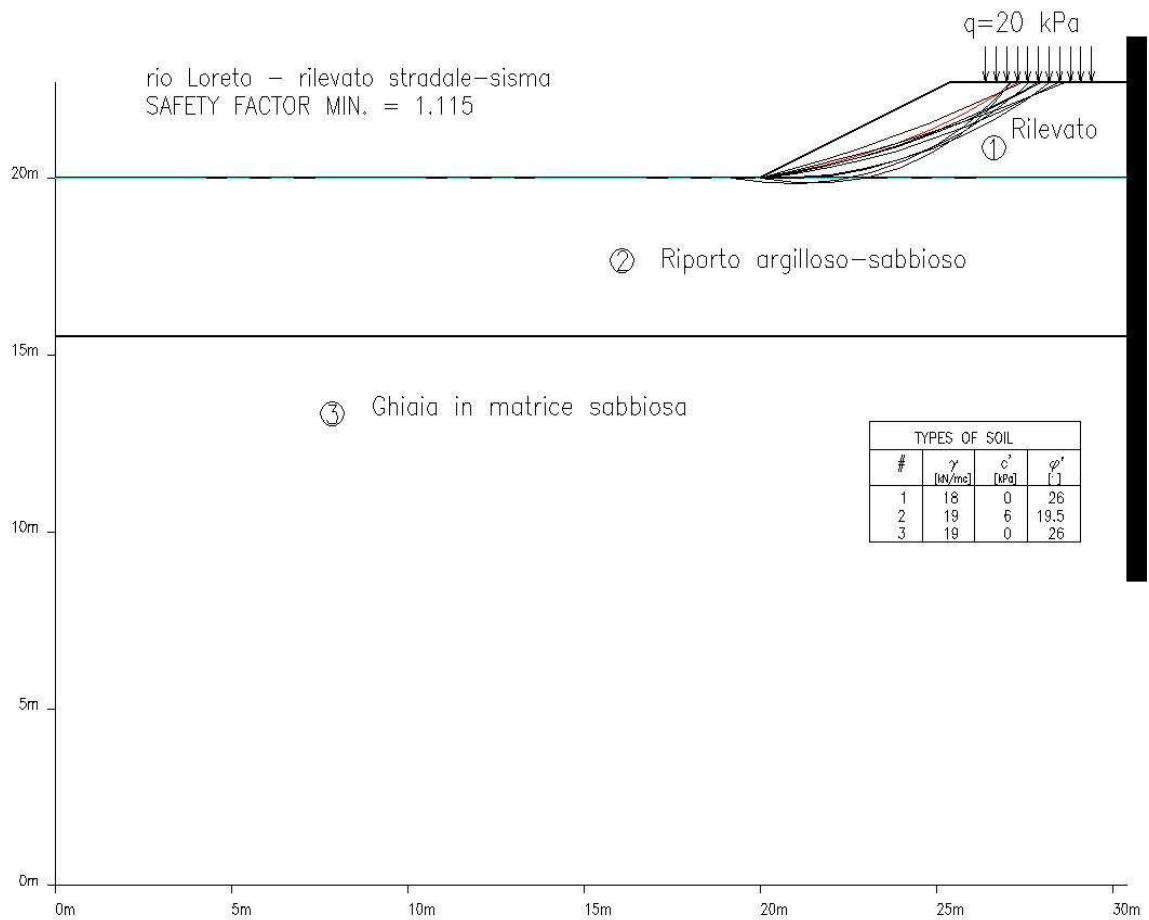 q=20 kPa
rio Loreto – rilevato stradale–sisma
SAFETY FACTOR MIN. = 1.115
Rilevato
1
20m
2 Riporto argilloso–sabbioso
15m
3 Ghiaia in matrice sabbiosa
TYPES OF SOIL
# γ c' φ'
[kN/mc] [kPa] [°]
1 18 0 26
2 19 6 19.5
3 19 0 26
10m
5m
0m
0m 5m 10m 15m 20m 25m 30m